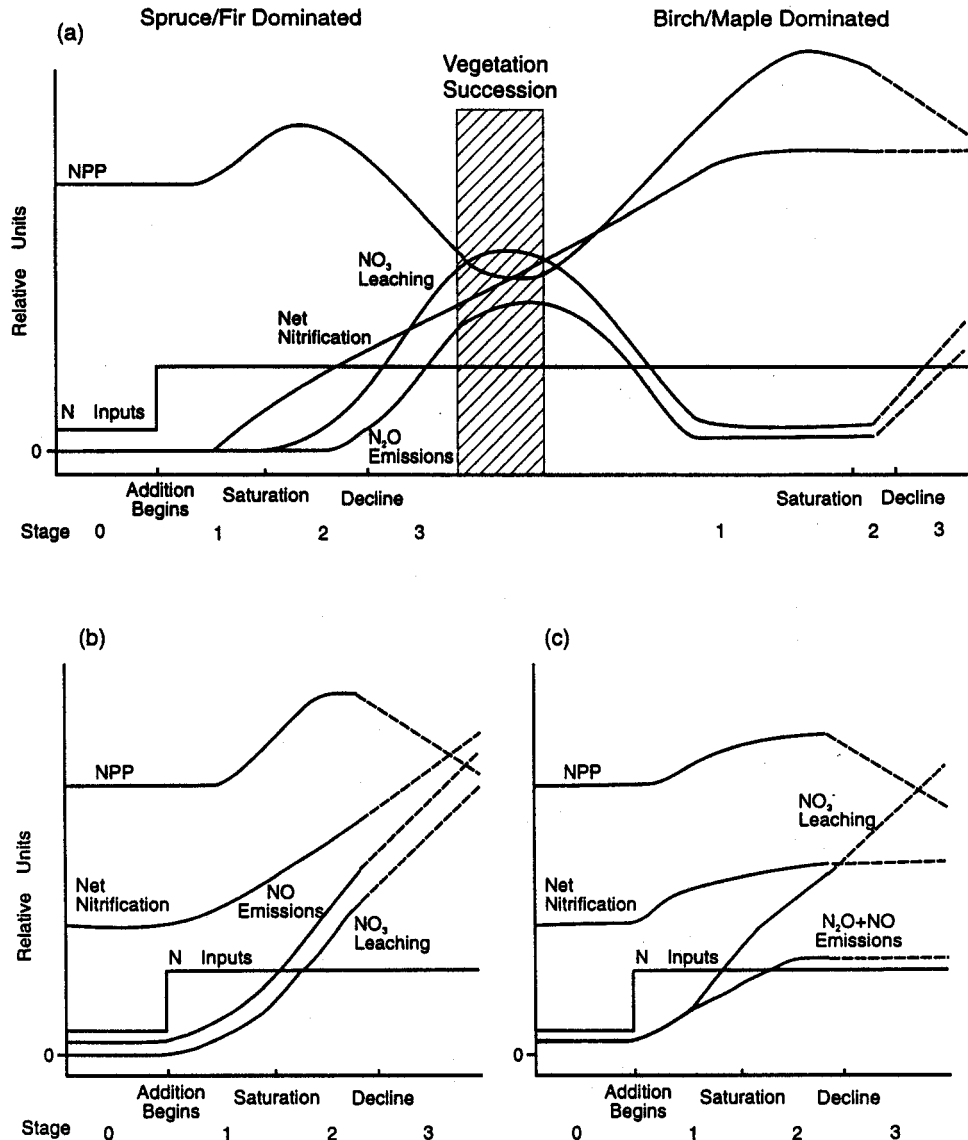 Spruce/Fir Dominated
Birch/Maple Dominated
(a)
Vegetation
Succession
NPP
NO₃
Leaching
Net
Nitrification
N Inputs
N₂O
Emissions
Relative Units
0
Addition
Begins
Saturation
Decline
Saturation
Decline
Stage 0 1 2 3 1 2 3
(b)
NPP
Net
Nitrification
NO
Emissions
NO₃
Leaching
N Inputs
Relative Units
0
Addition
Begins
Saturation
Decline
0 1 2 3
(c)
NPP
NO₃⁻
Leaching
Net
Nitrification
N₂O+NO
Emissions
N Inputs
0
Addition
Begins
Saturation
Decline
0 1 2 3